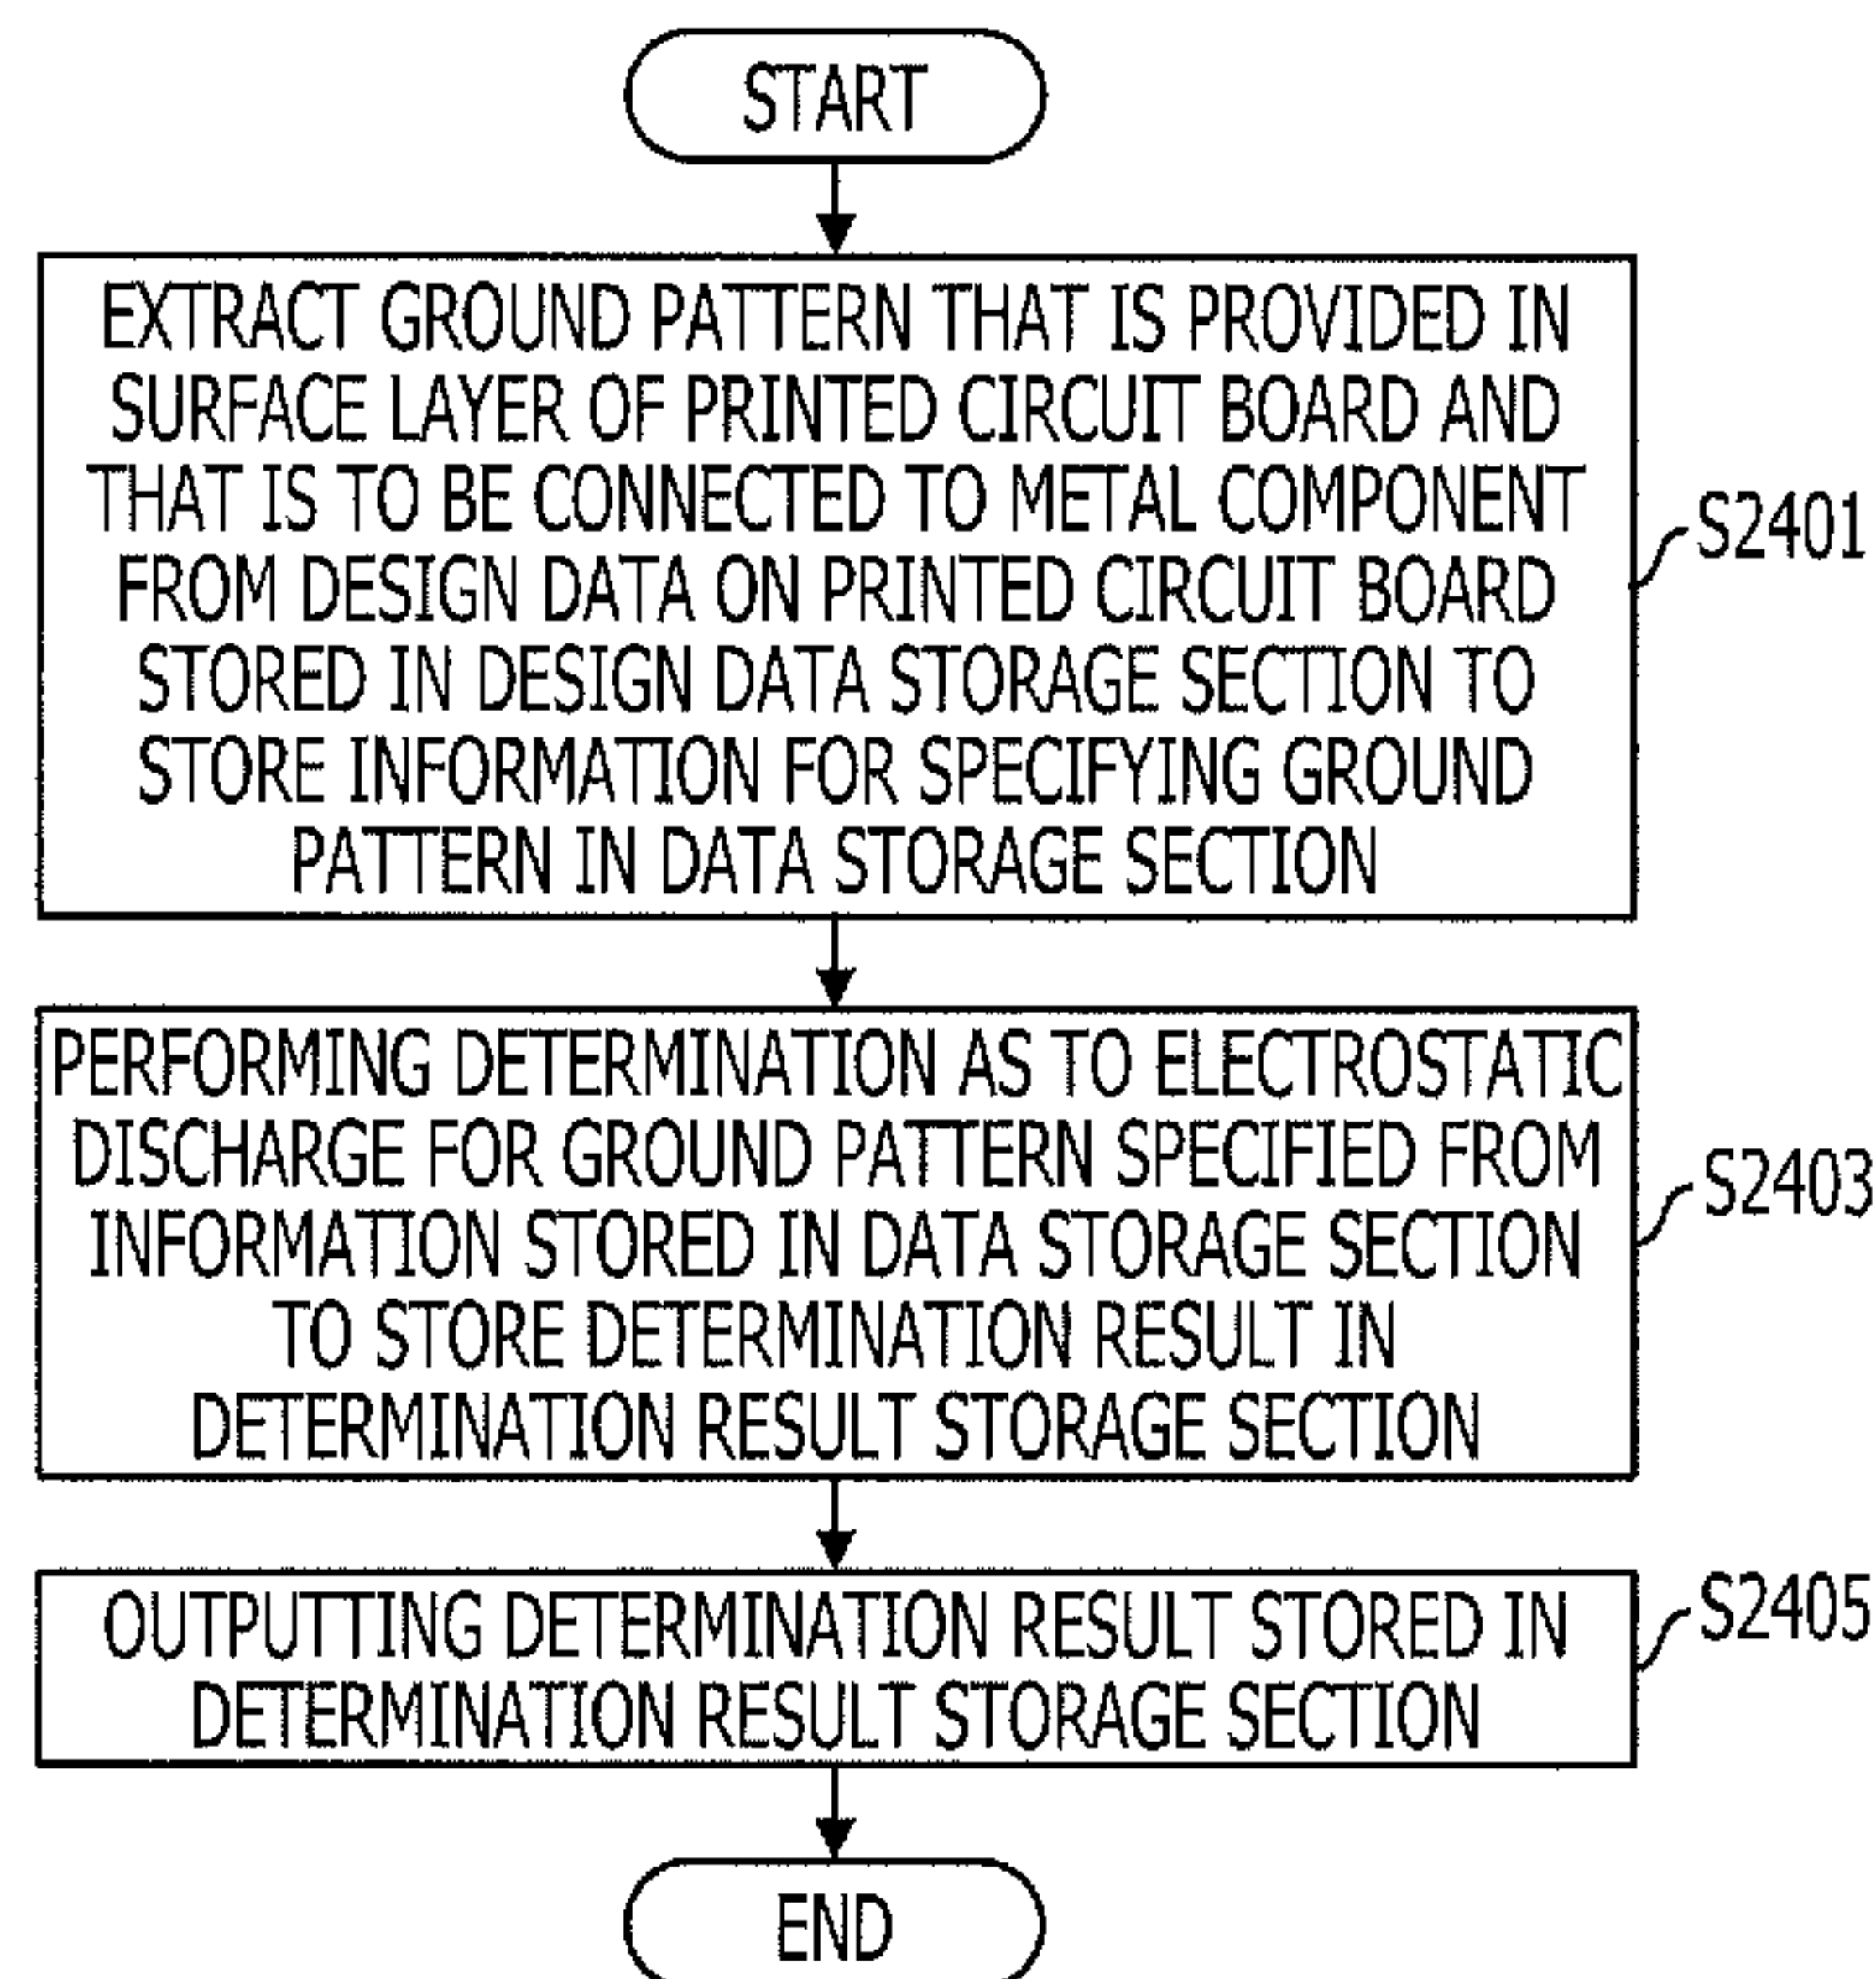 START
EXTRACT GROUND PATTERN THAT IS PROVIDED IN
SURFACE LAYER OF PRINTED CIRCUIT BOARD AND
THAT IS TO BE CONNECTED TO METAL COMPONENT
FROM DESIGN DATA ON PRINTED CIRCUIT BOARD
STORED IN DESIGN DATA STORAGE SECTION TO
STORE INFORMATION FOR SPECIFYING GROUND
PATTERN IN DATA STORAGE SECTION
S2401
PERFORMING DETERMINATION AS TO ELECTROSTATIC
DISCHARGE FOR GROUND PATTERN SPECIFIED FROM
INFORMATION STORED IN DATA STORAGE SECTION
TO STORE DETERMINATION RESULT IN
DETERMINATION RESULT STORAGE SECTION
S2403
OUTPUTTING DETERMINATION RESULT STORED IN
DETERMINATION RESULT STORAGE SECTION
S2405
END